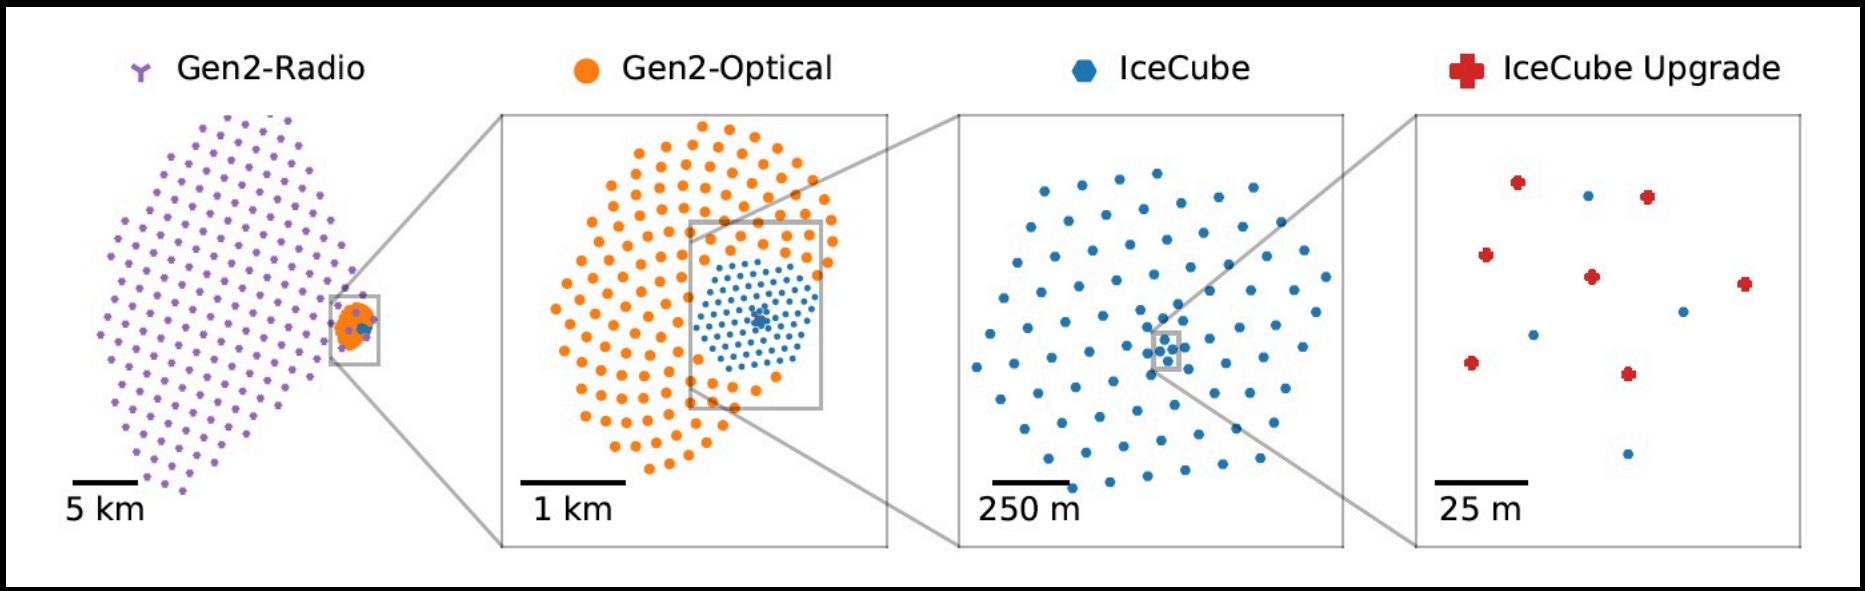 Gen2-Radio
Gen2-Optical
IceCube
IceCube Upgrade
5 km
1 km
250 m
25 m